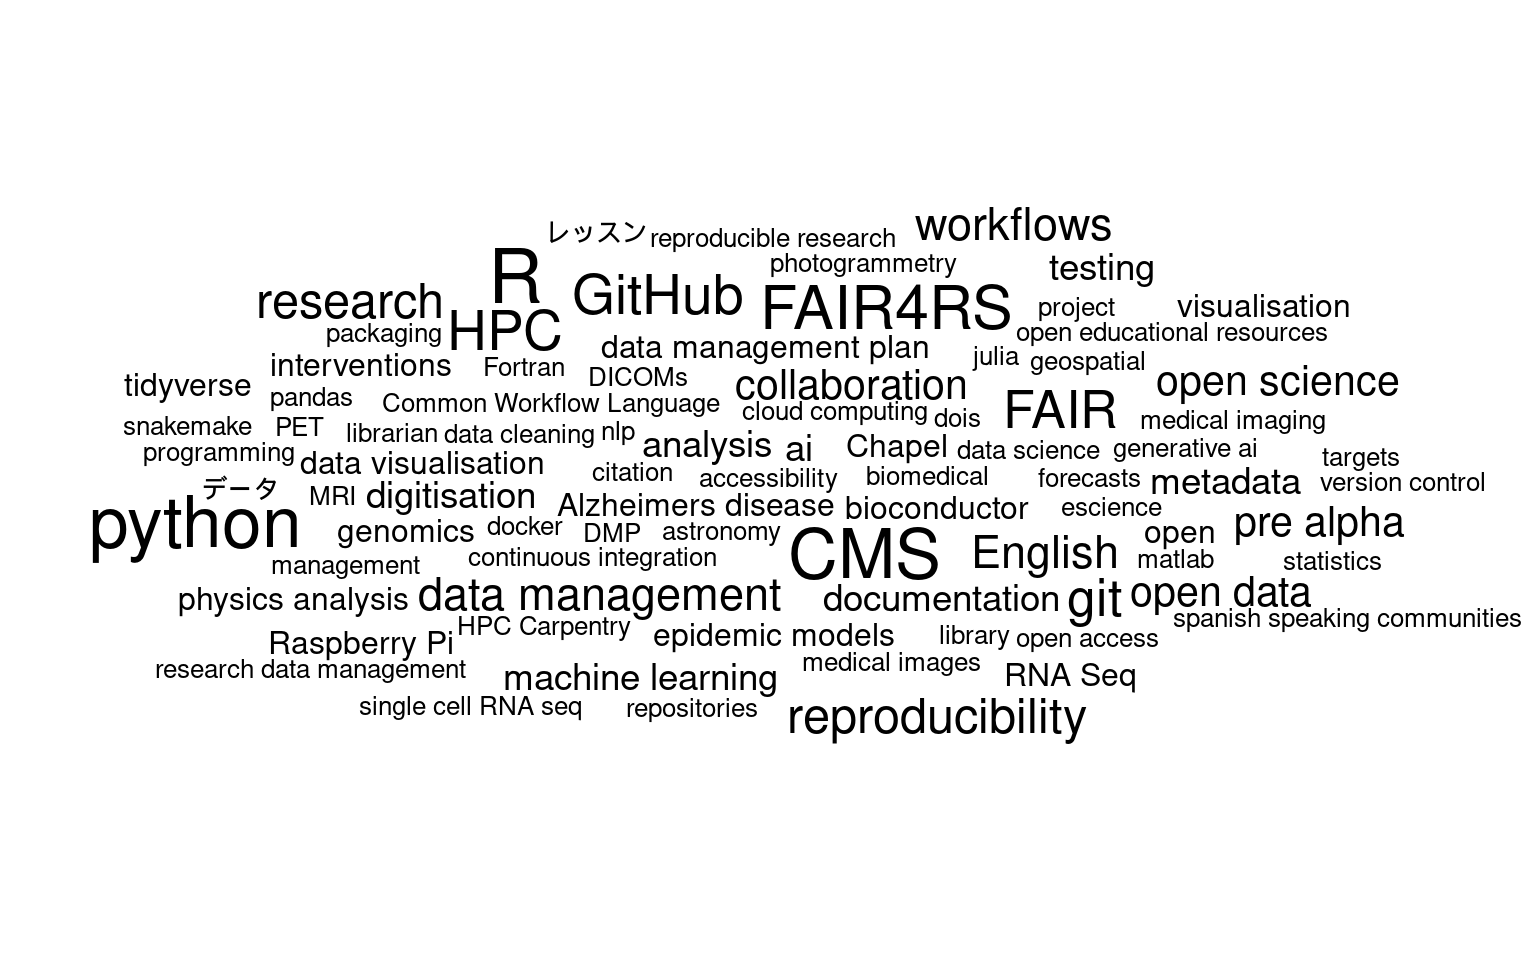 workflows
レッスン
reproducible research
photogrammetry
testing
R
GitHub
FAIR4RS
research
project
visualisation
packaging
HPC
open educational resources
data management plan
julia
geospatial
interventions
Fortran
DICOMs
tidyverse
collaboration
open science
pandas
Common Workflow Language
cloud computing
dois
FAIR
medical imaging
snakemake
PET
librarian
data cleaning
nlp
analysis
ai
Chapel
data science
generative ai
programming
data visualisation
citation
accessibility
biomedical
forecasts
targets
metadata
version control
データ
MRI
digitisation
Alzheimers disease
bioconductor
escience
python
genomics
docker
DMP
astronomy
CMS
English
open
pre alpha
management
continuous integration
matlab
statistics
physics analysis
data management
documentation
git
open data
spanish speaking communities
Raspberry Pi
HPC Carpentry
epidemic models
library
open access
research data management
machine learning
medical images
RNA Seq
single cell RNA seq
repositories
reproducibility